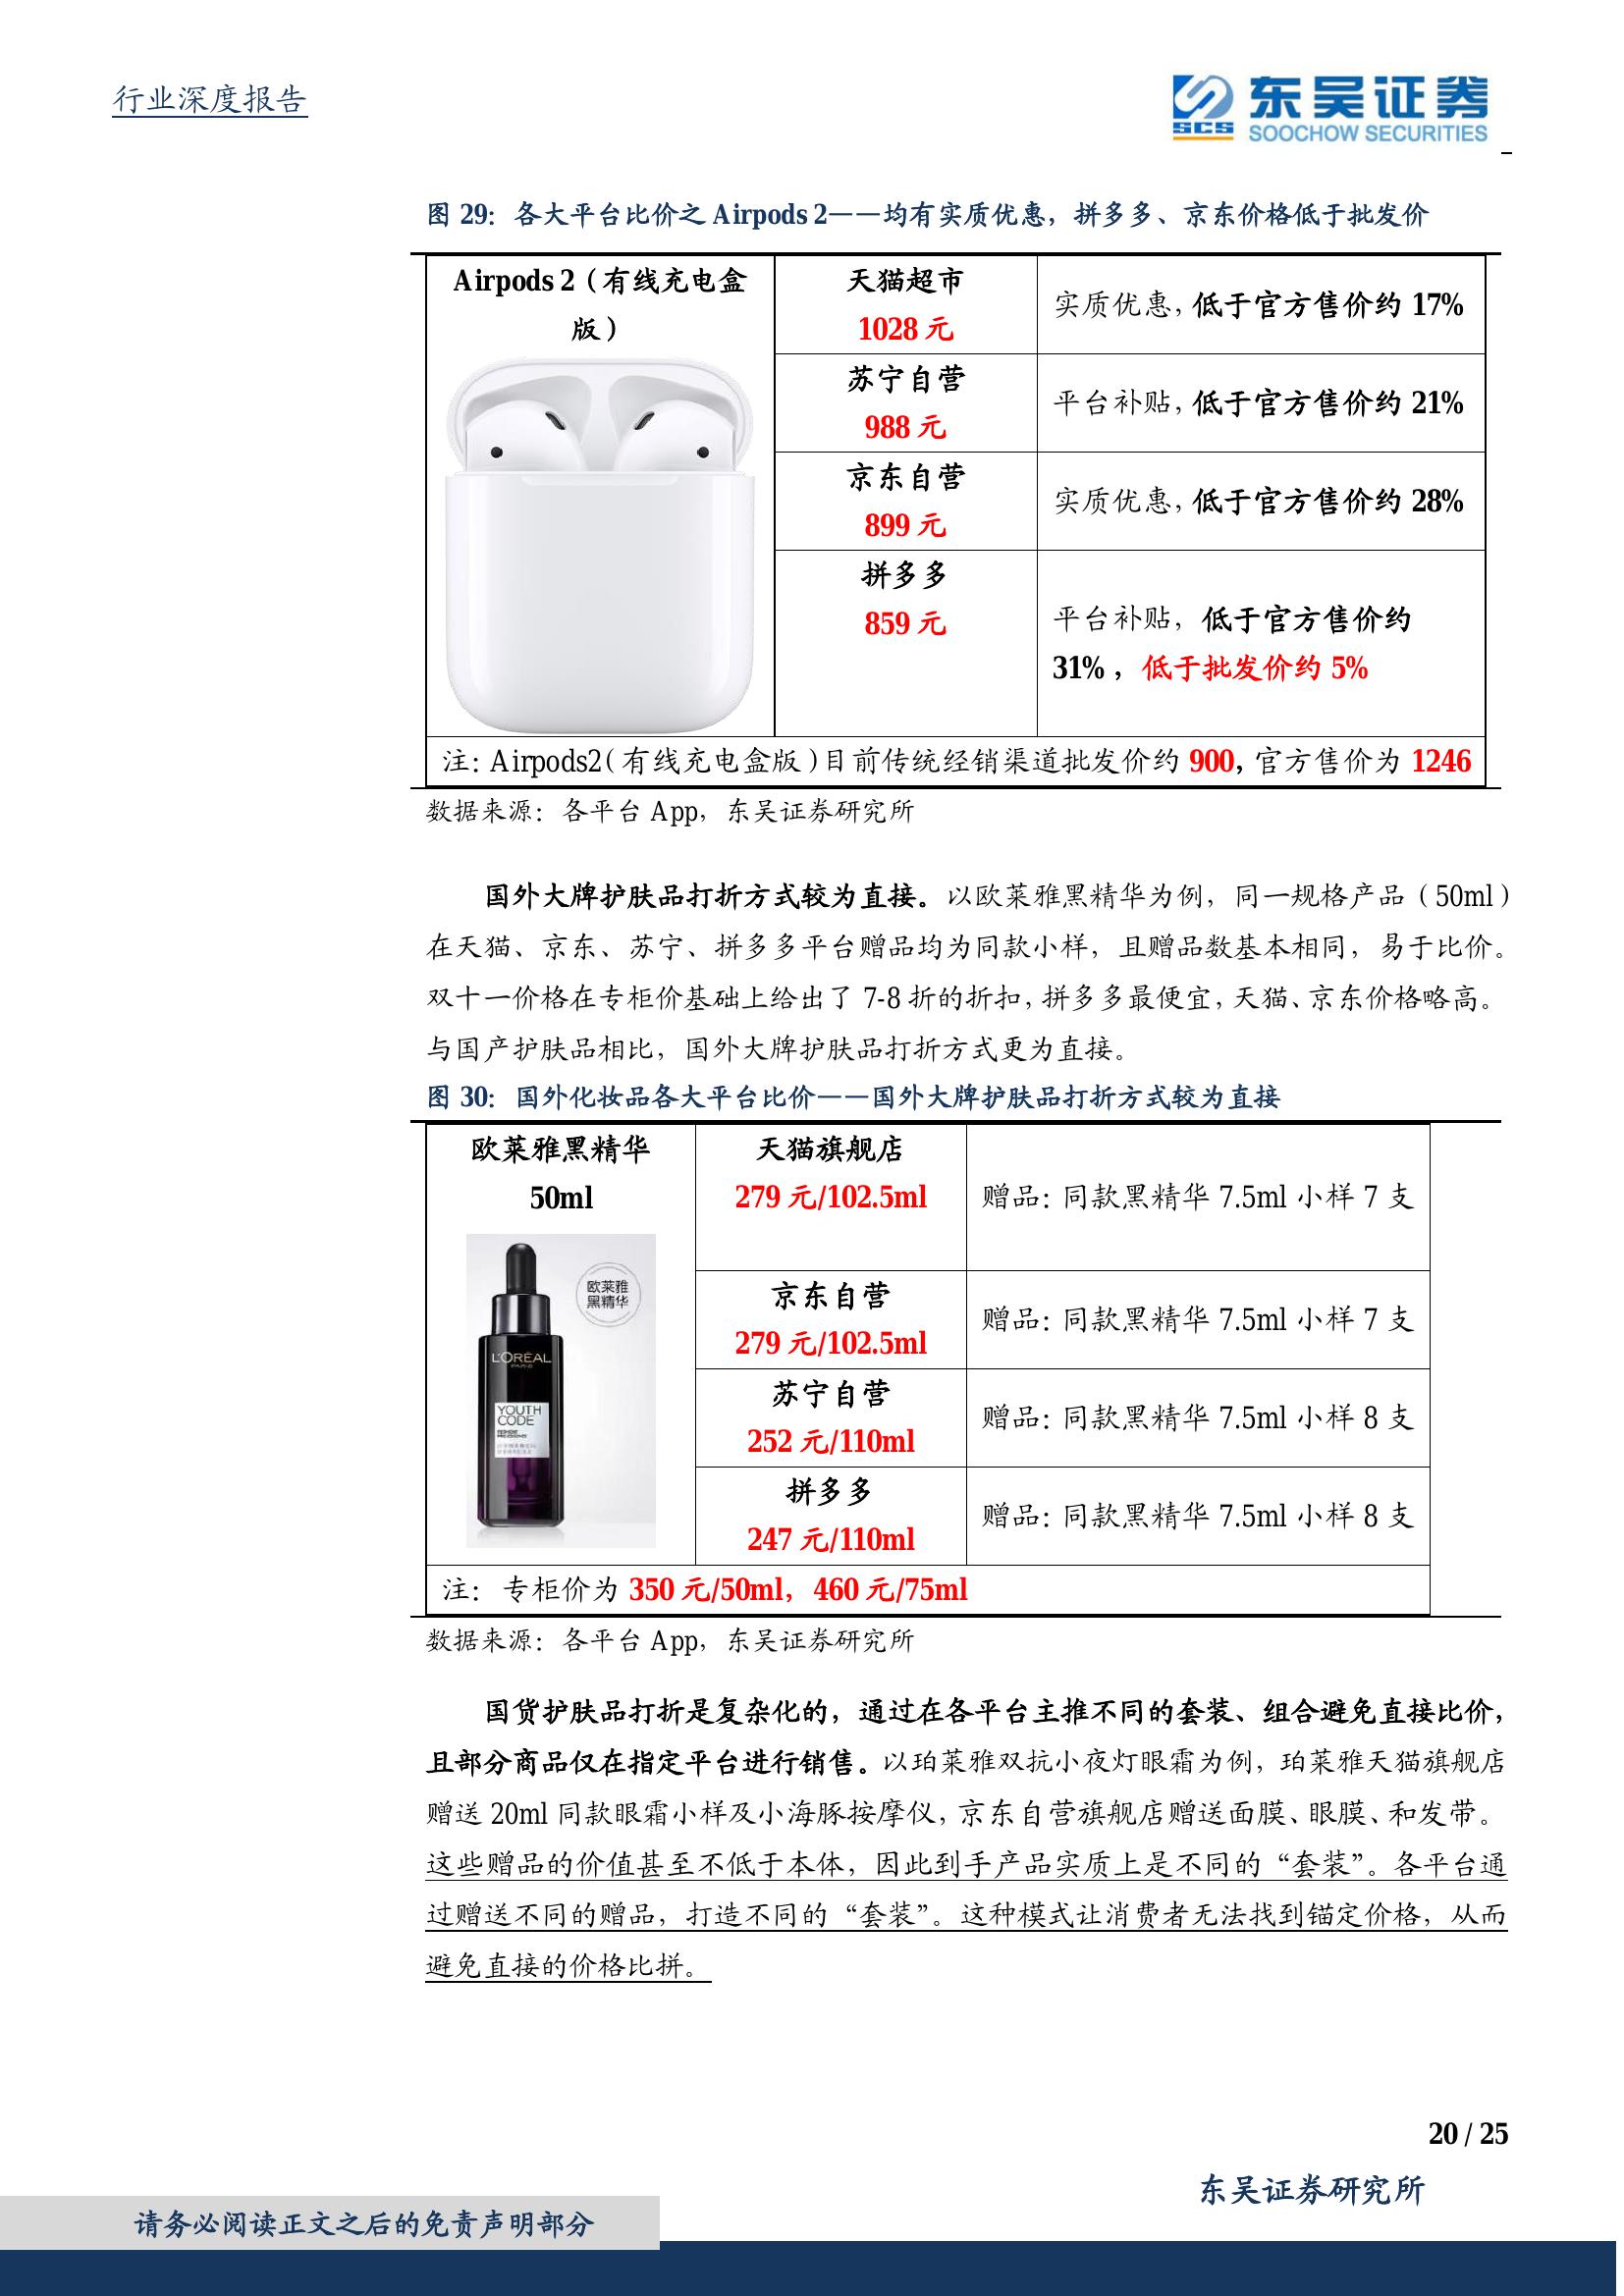 行业深度报告
东吴证券
SCS
SOOCHOW SECURITIES
图 29：各大平台比价之 Airpods 2——均有实质优惠，拼多多、京东价格低于批发价
Airpods 2（有线充电盒
版）
天猫超市
1028 元
实质优惠，低于官方售价约 17%
苏宁自营
988 元
平台补贴，低于官方售价约 21%
京东自营
899 元
实质优惠，低于官方售价约 28%
拼多多
859 元
平台补贴，低于官方售价约
31%，低于批发价约 5%
注：Airpods2（有线充电盒版）目前传统经销渠道批发价约 900，官方售价为 1246
数据来源：各平台 App，东吴证券研究所
国外大牌护肤品打折方式较为直接。以欧莱雅黑精华为例，同一规格产品（50ml）
在天猫、京东、苏宁、拼多多平台赠品均为同款小样，且赠品数基本相同，易于比价。
双十一价格在专柜价基础上给出了 7-8 折的折扣，拼多多最便宜，天猫、京东价格略高。
与国产护肤品相比，国外大牌护肤品打折方式更为直接。
图 30：国外化妆品各大平台比价——国外大牌护肤品打折方式较为直接
欧莱雅黑精华
50ml
欧莱雅
黑精华
L'ORÉAL
PARIS
YOUTH
CODE
天猫旗舰店
279 元/102.5ml
赠品：同款黑精华 7.5ml 小样 7 支
京东自营
279 元/102.5ml
赠品：同款黑精华 7.5ml 小样 7 支
苏宁自营
252 元/110ml
赠品：同款黑精华 7.5ml 小样 8 支
拼多多
247 元/110ml
赠品：同款黑精华 7.5ml 小样 8 支
注： 专柜价为 350 元/50ml，460 元/75ml
数据来源：各平台 App，东吴证券研究所
国货护肤品打折是复杂化的，通过在各平台主推不同的套装、组合避免直接比价，
且部分商品仅在指定平台进行销售。以珀莱雅双抗小夜灯眼霜为例，珀莱雅天猫旗舰店
赠送 20ml 同款眼霜小样及小海豚按摩仪，京东自营旗舰店赠送面膜、眼膜、和发带。
这些赠品的价值甚至不低于本体，因此到手产品实质上是不同的“套装”。各平台通
过赠送不同的赠品，打造不同的“套装”。这种模式让消费者无法找到锚定价格，从而
避免直接的价格比拼。
20 / 25
东吴证券研究所
请务必阅读正文之后的免责声明部分